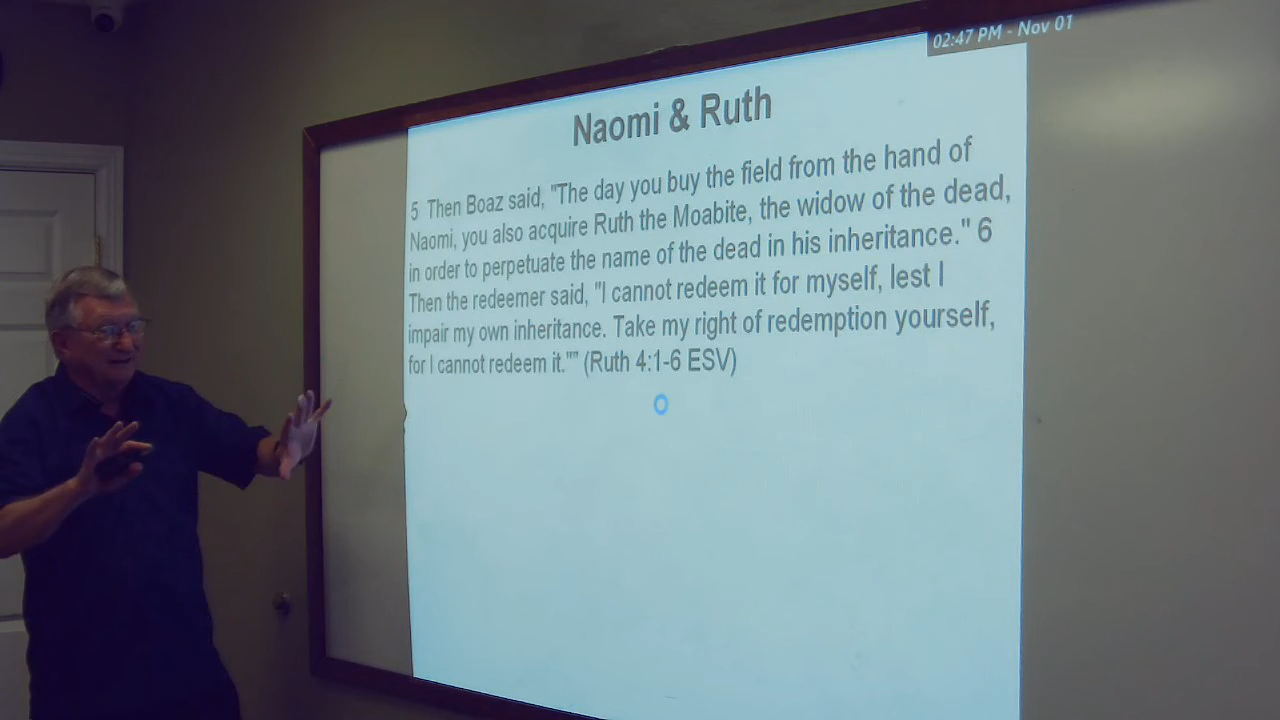 02:47 PM - Nov 01
Naomi & Ruth
5 Then Boaz said, "The day you buy the field from the hand of
Naomi, you also acquire Ruth the Moabite, the widow of the dead,
in order to perpetuate the name of the dead in his inheritance." 6
Then the redeemer said, "I cannot redeem it for myself, lest I
impair my own inheritance. Take my right of redemption yourself,
for I cannot redeem it."" (Ruth 4:1-6 ESV)